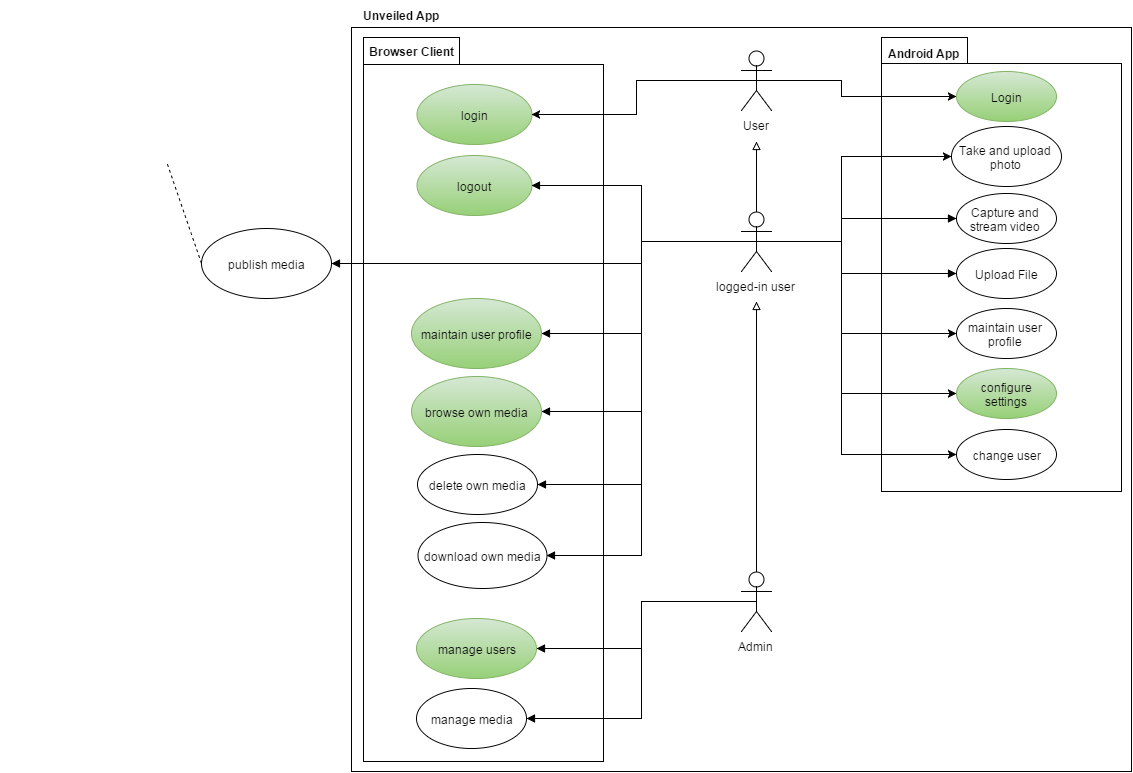 Unveiled App
Browser Client
login
logout
publish media
maintain user profile
browse own media
delete own media
download own media
manage users
manage media
User
logged-in user
Admin
Android App
Login
Take and upload
photo
Capture and
stream video
Upload File
maintain user
profile
configure
settings
change user